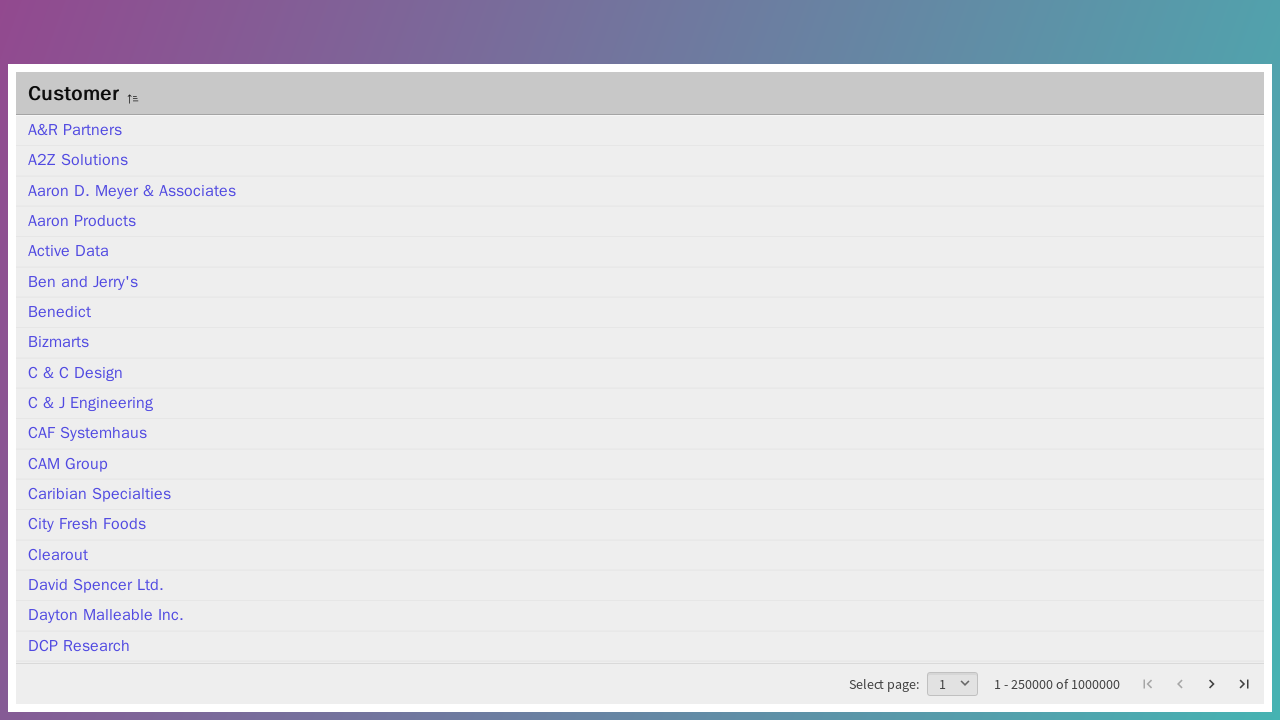 Customer
A&R Partners
A2Z Solutions
Aaron D. Meyer & Associates
Aaron Products
Active Data
Ben and Jerry's
Benedict
Bizmarts
C & C Design
C & J Engineering
CAF Systemhaus
CAM Group
Caribian Specialties
City Fresh Foods
Clearout
David Spencer Ltd.
Dayton Malleable Inc.
DCP Research
Select page: 1 1 - 250000 of 1000000